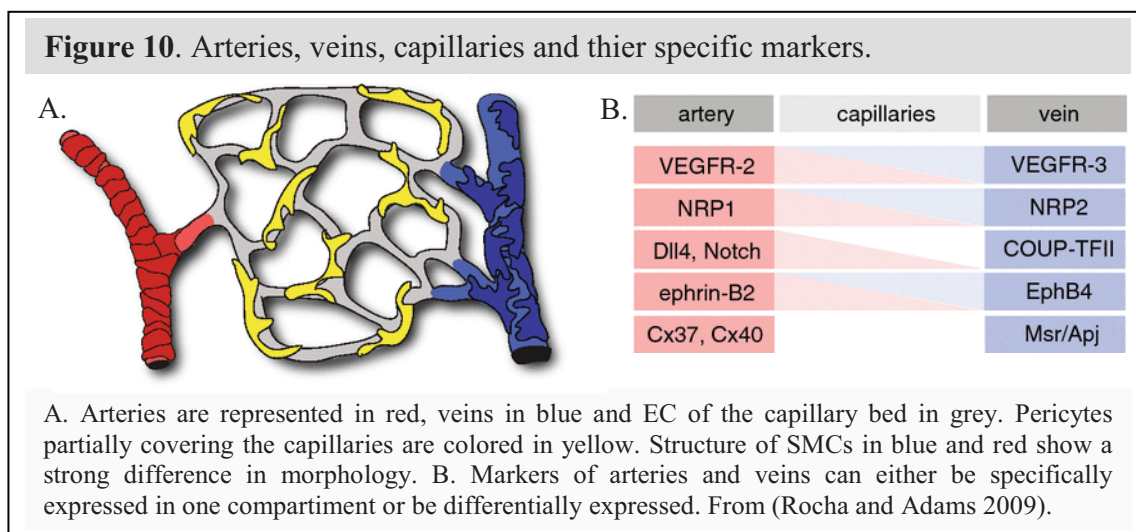 Figure 10. Arteries, veins, capillaries and thier specific markers.
A.
B.
artery capillaries vein
VEGFR-2 VEGFR-3
NRP1 NRP2
Dll4, Notch COUP-TFII
ephrin-B2 EphB4
Cx37, Cx40 Msr/Apj
A. Arteries are represented in red, veins in blue and EC of the capillary bed in grey. Pericytes
partially covering the capillaries are colored in yellow. Structure of SMCs in blue and red show a
strong difference in morphology. B. Markers of arteries and veins can either be specifically
expressed in one compartiment or be differentially expressed. From (Rocha and Adams 2009).